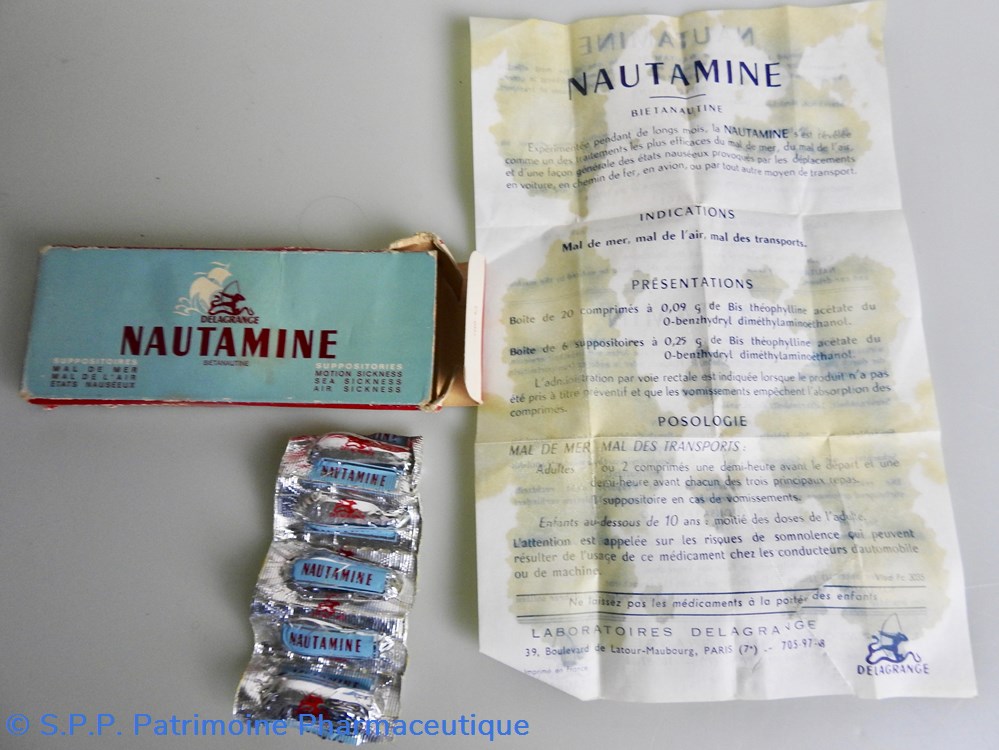 DELAGRANGE
NAUTAMINE
BIETANAUTINE
SUPPOSITOIRES
MAL DE MER
MAL DE L'AIR
ETATS NAUSÉEUX
SUPPOSITORIES
MOTION SICKNESS
SEA SICKNESS
AIR SICKNESS
NAUTAMINE
NAUTAMINE
NAUTAMINE
NAUTAMINE
BIETANAUTINE
Expérimentée pendant de longs mois, la NAUTAMINE s'est révélée
comme un des traitements les plus efficaces du mal de mer, du mal de l'air,
et d'une façon générale des états nauséeux provoqués par les déplacements
en voiture, en chemin de fer, en avion, ou par tout autre moyen de transport.
INDICATIONS
Mal de mer, mal de l'air, mal des transports.
PRÉSENTATIONS
Boîte de 20 comprimés à 0,09 g de Bis théophylline acétate du
O-benzhydryl diméthylaminoethanol.
Boîte de 6 suppositoires à 0,25 g de Bis théophylline acétate du
O-benzhydryl diméthylaminoethanol.
L'administration par voie rectale est indiquée lorsque le produit n'a pas
été pris à titre préventif et que les vomissements empêchent l'absorption des
comprimés.
POSOLOGIE
MAL DE MER, MAL DES TRANSPORTS :
Adultes ou 2 comprimés une demi-heure avant le départ et une
demi-heure avant chacun des trois principaux repas.
1 suppositoire en cas de vomissements.
Enfants au-dessous de 10 ans : moitié des doses de l'adulte.
L'attention est appelée sur les risques de somnolence qui peuvent
résulter de l'usage de ce médicament chez les conducteurs d'automobile
ou de machine.
Ne laissez pas les médicaments à la portée des enfants
LABORATOIRES DELAGRANGE
39, Boulevard de Latour-Maubourg, PARIS (7e)
Imprimé en France
DELAGRANGE
© S.P.P. Patrimoine Pharmaceutique